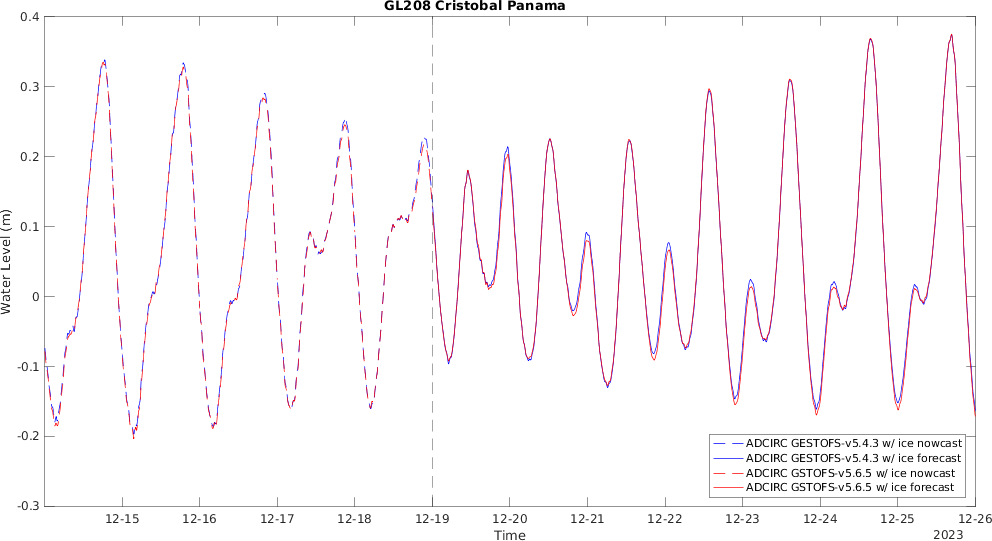 GL208 Cristobal Panama
0.4
0.3
0.2
0.1
0
-0.1
-0.2
-0.3
Water Level (m)
ADCIRC GESTOFS-v5.4.3 w/ ice nowcast
ADCIRC GESTOFS-v5.4.3 w/ ice forecast
ADCIRC GSTOFS-v5.6.5 w/ ice nowcast
ADCIRC GSTOFS-v5.6.5 w/ ice forecast
12-15 12-16 12-17 12-18 12-19 12-20 12-21 12-22 12-23 12-24 12-25 12-26
Time
2023